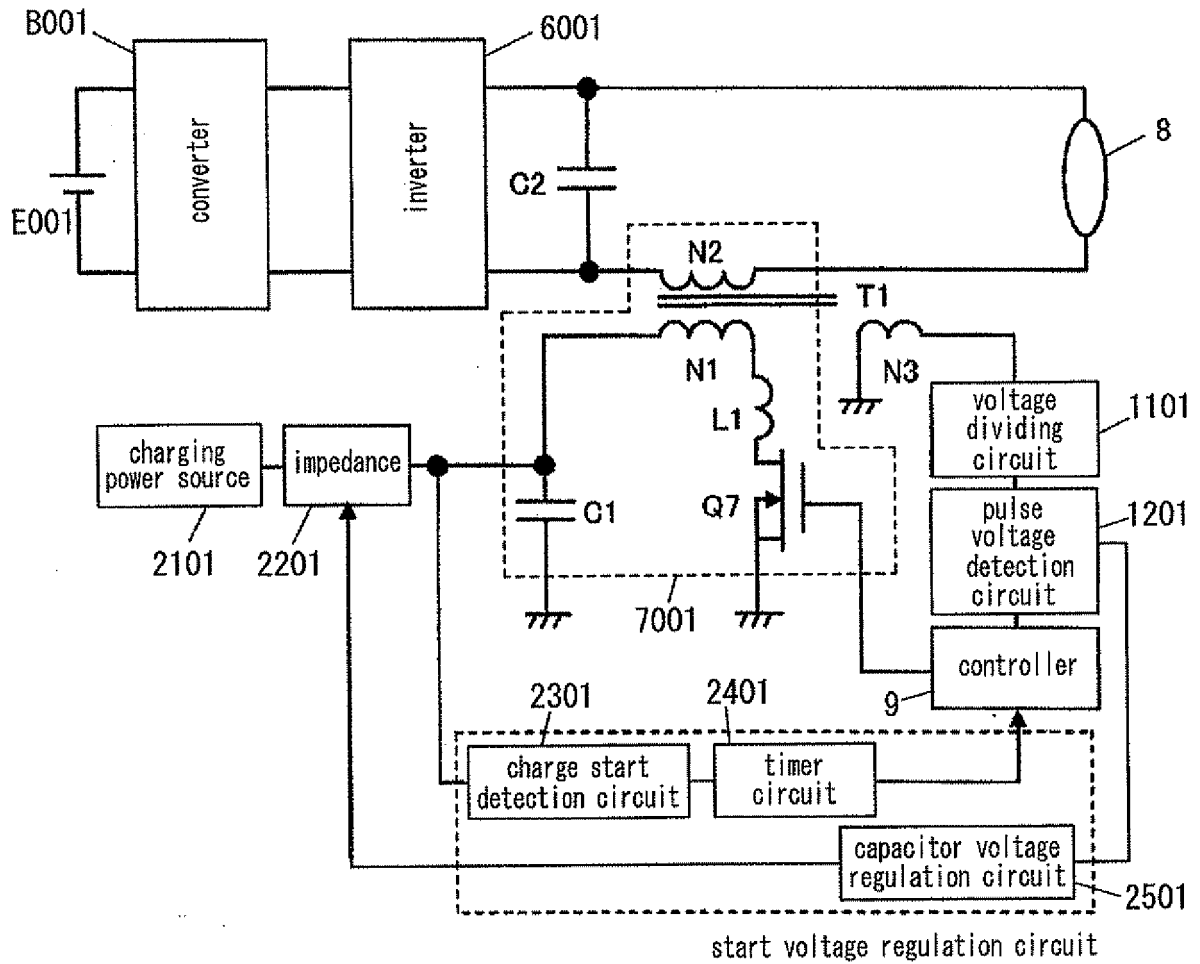 B001
6001
converter
inverter
E001
C2
8
N2
T1
N1
N3
L1
voltage
dividing
circuit
1101
charging
power source
impedance
C1
Q7
pulse
voltage
detection
circuit
1201
2101
2201
7001
controller
9
2301
2401
charge start
detection circuit
timer
circuit
capacitor voltage
regulation circuit
2501
start voltage regulation circuit